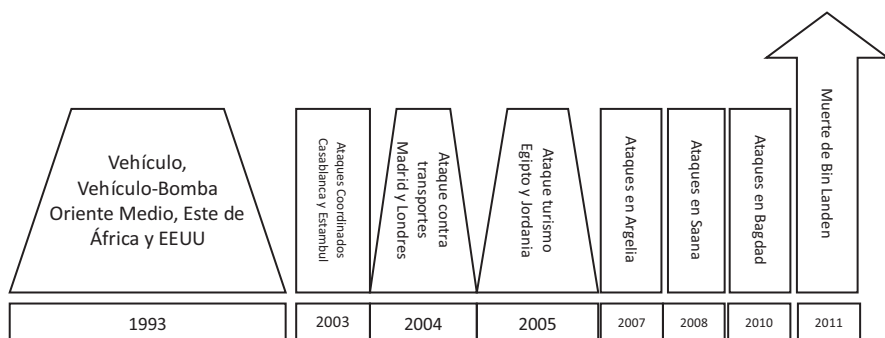 Vehículo,
Vehículo-Bomba
Oriente Medio, Este de
África y EEUU
Ataques Coordinados
Casablanca y Estambul
Ataque contra
transportes
Madrid y Londres
Ataque turismo
Egipto y Jordania
Ataques en Argelia
Ataques en Saana
Ataques en Bagdad
Muerte de Bin Landen
1993
2003
2004
2005
2007
2008
2010
2011